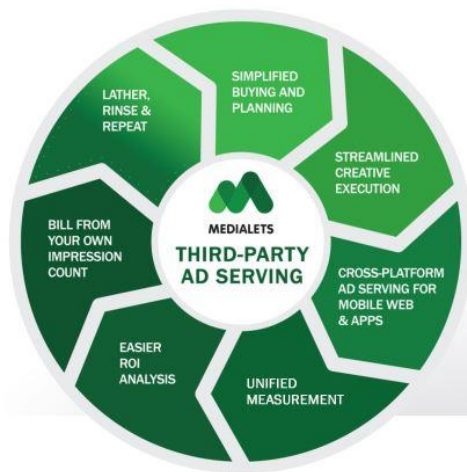 SIMPLIFIED
BUYING AND
PLANNING
STREAMLINED
CREATIVE
EXECUTION
CROSS-PLATFORM
AD SERVING FOR
MOBILE WEB
& APPS
UNIFIED
MEASUREMENT
EASIER
ROI
ANALYSIS
BILL FROM
YOUR OWN
IMPRESSION
COUNT
LATHER,
RINSE &
REPEAT
MEDIALETS
THIRD-PARTY
AD SERVING